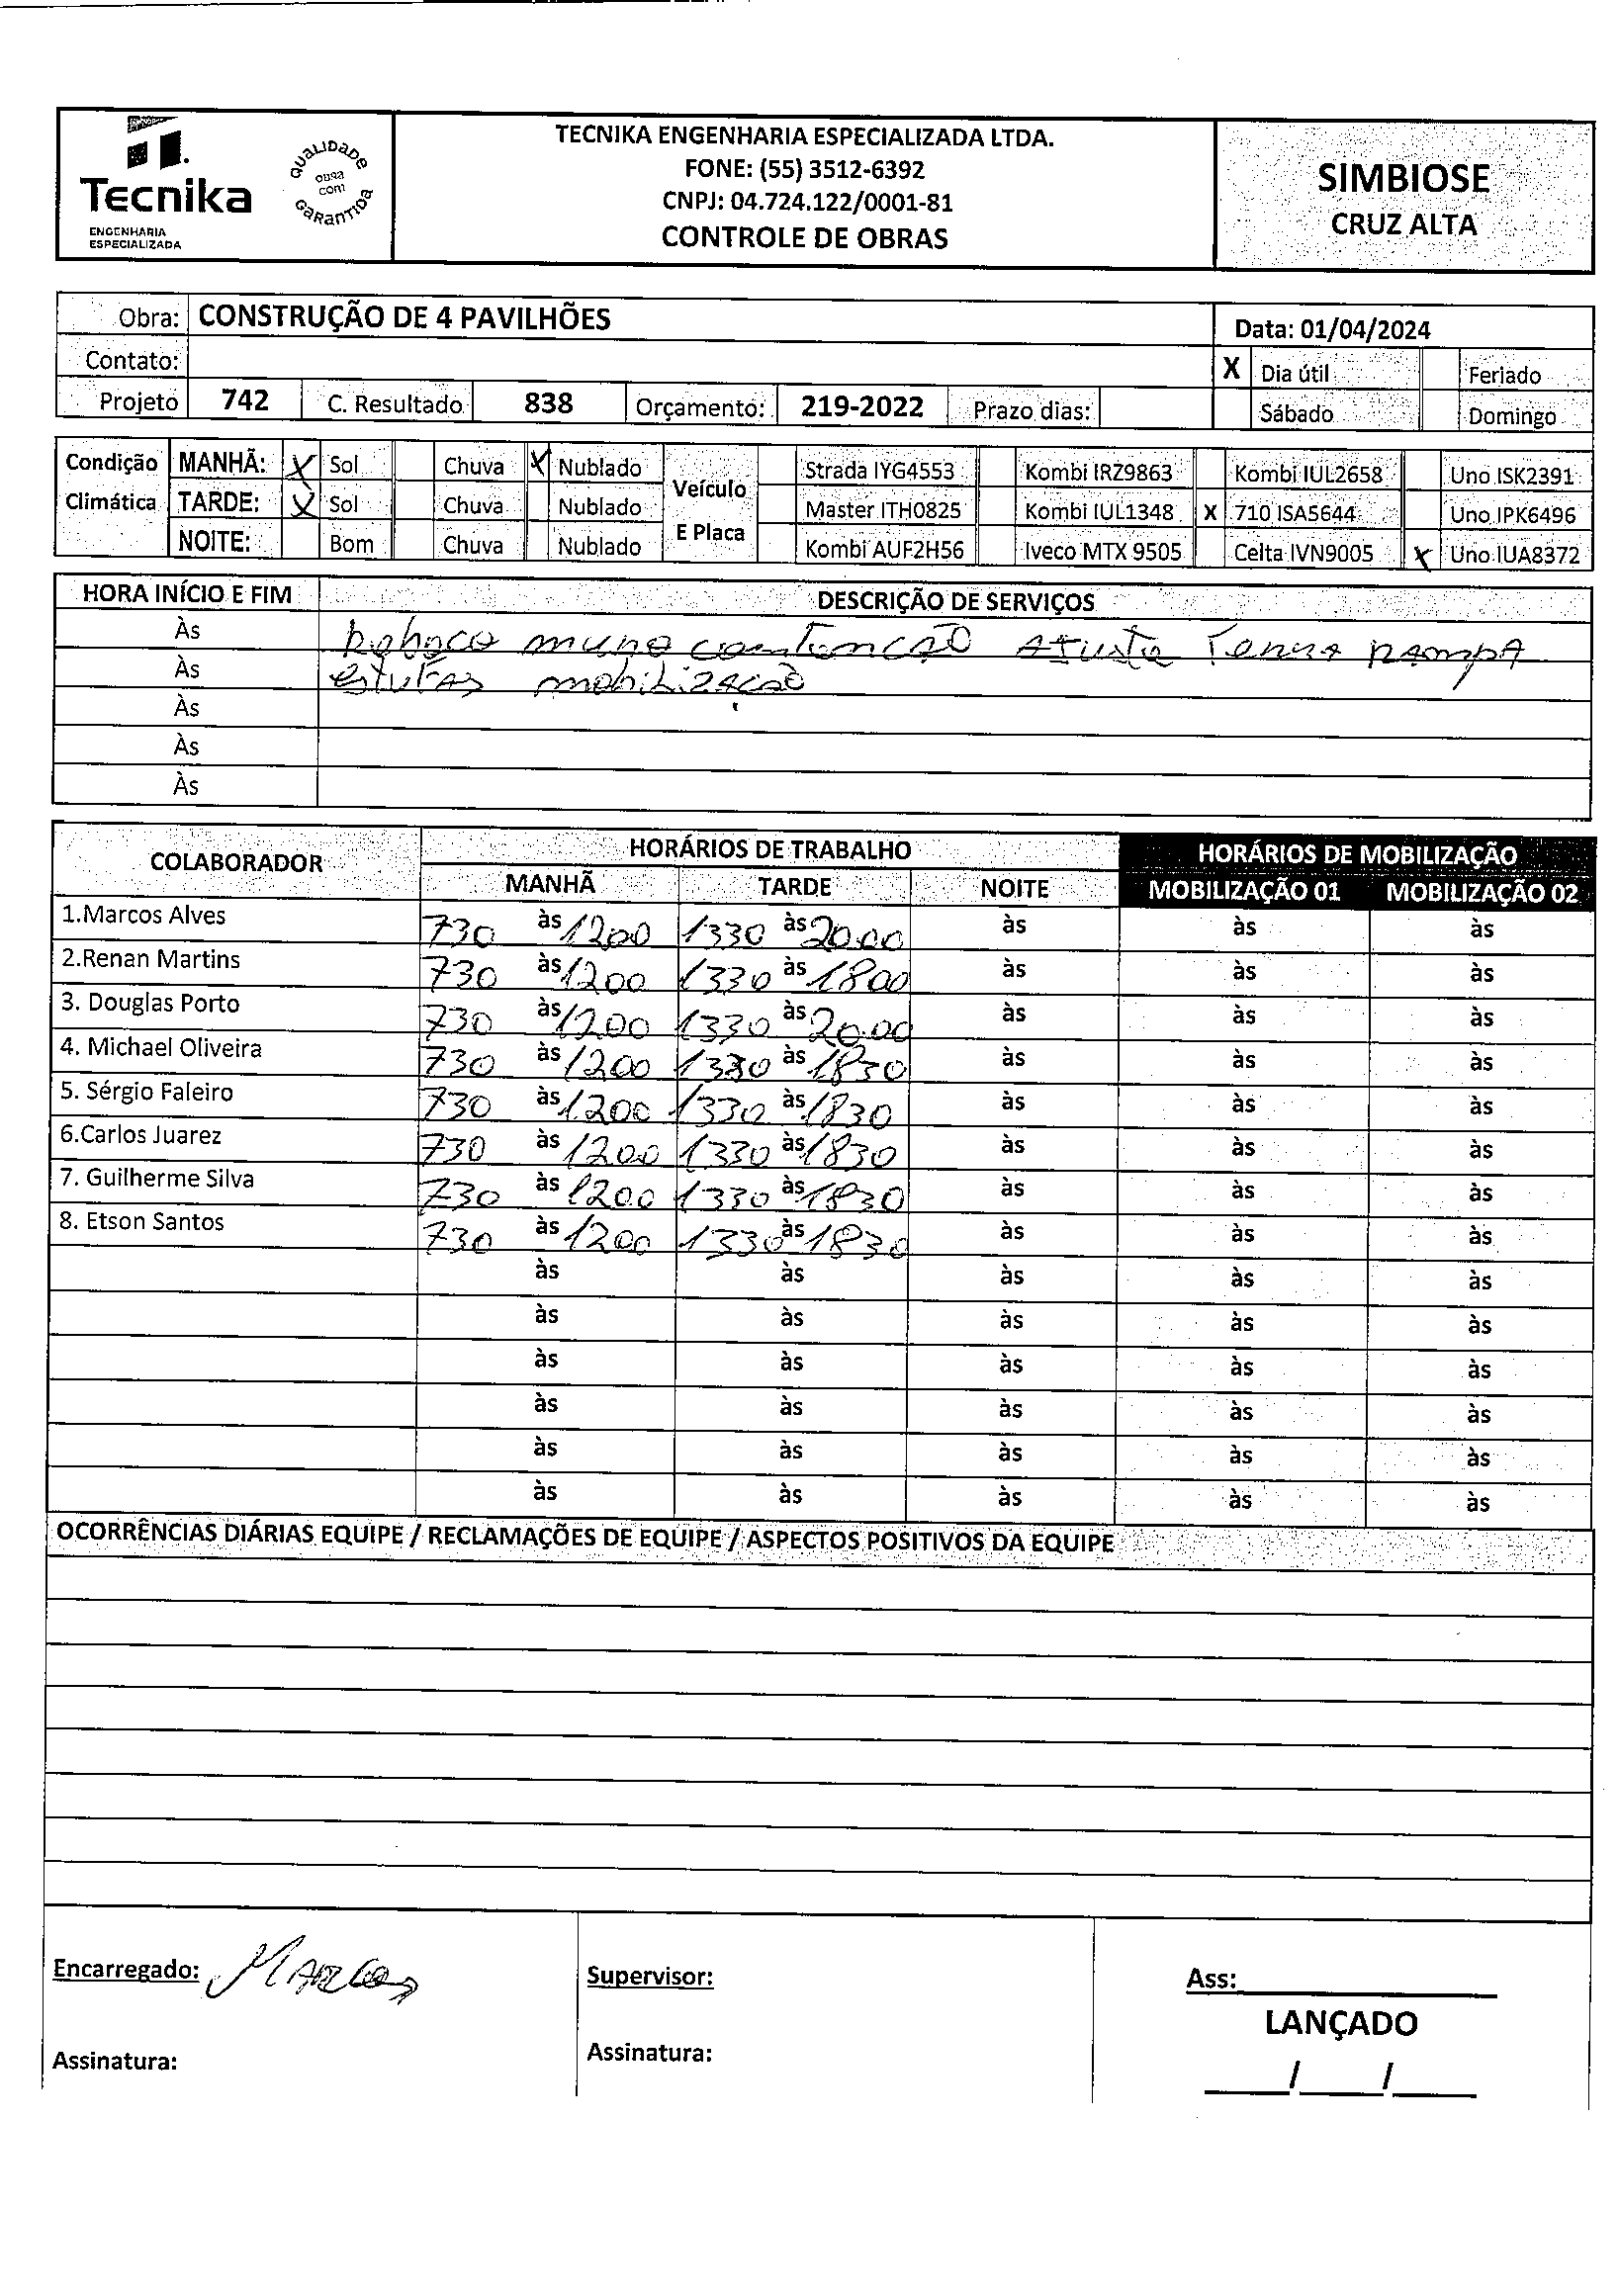 Tecnika
ENGENHARIA
ESPECIALIZADA
QUALIDADE
OBRA
COM
GARANTIDA
TECNIKA ENGENHARIA ESPECIALIZADA LTDA.
FONE: (55) 3512-6392
CNPJ: 04.724.122/0001-81
CONTROLE DE OBRAS
SIMBIOSE
CRUZ ALTA
Obra: CONSTRUÇÃO DE 4 PAVILHÕES
Data: 01/04/2024
Contato:
X Dia útil Feriado
Projeto 742 C. Resultado 838 Orçamento: 219-2022 Prazo dias:
Sábado Domingo
Condição Climática
MANHÃ: X Sol Chuva X Nublado
TARDE: X Sol Chuva Nublado
NOITE: Bom Chuva Nublado
Veículo E Placa
Strada IYG4553 Kombi IRZ9863 Kombi IUL2658 Uno ISK2391
Master ITH0825 Kombi IUL1348 X 710 ISA5644 Uno IPK6496
Kombi AUF2H56 Iveco MTX 9505 Celta IVN9005 X Uno IUA8372
HORA INÍCIO E FIM DESCRIÇÃO DE SERVIÇOS
Às muro contenção rampA
Às mobilização
Às
Às
Às
COLABORADOR HORÁRIOS DE TRABALHO HORÁRIOS DE MOBILIZAÇÃO
MANHÃ TARDE NOITE MOBILIZAÇÃO 01 MOBILIZAÇÃO 02
1.Marcos Alves 730 às 1200 1330 às 20.00 às às às
2.Renan Martins 730 às 1200 1330 às 1800 às às às
3. Douglas Porto 730 às 1200 1330 às 20.00 às às às
4. Michael Oliveira 730 às 1200 1330 às 1830 às às às
5. Sérgio Faleiro 730 às 1200 1330 às 1830 às às às
6.Carlos Juarez 730 às 1200 1330 às 1830 às às às
7. Guilherme Silva 730 às 1200 1330 às 1830 às às às
8. Etson Santos 730 às 1200 1330 às 1830 às às às
às às às às às
às às às às às
às às às às às
às às às às às
às às às às às
às às às às às
OCORRÊNCIAS DIÁRIAS EQUIPE / RECLAMAÇÕES DE EQUIPE / ASPECTOS POSITIVOS DA EQUIPE
Encarregado: Marcos
Supervisor:
Ass:
LANÇADO
Assinatura:
Assinatura:
/ /